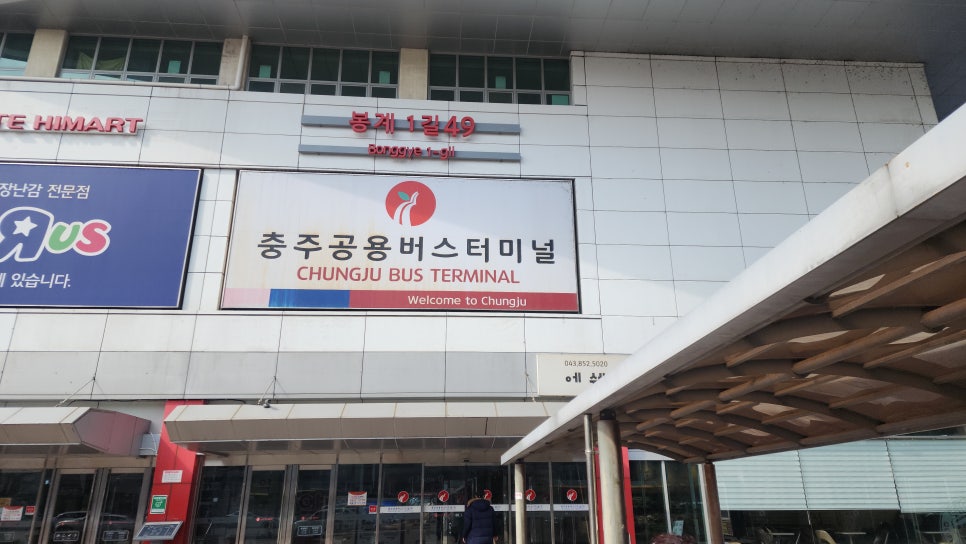 TE HIMART
봉계 1길 49
Bonggye 1-gil
장난감 전문점
RUS
있습니다.
충주공용버스터미널
CHUNGJU BUS TERMINAL
Welcome to Chungju
043.852.5020